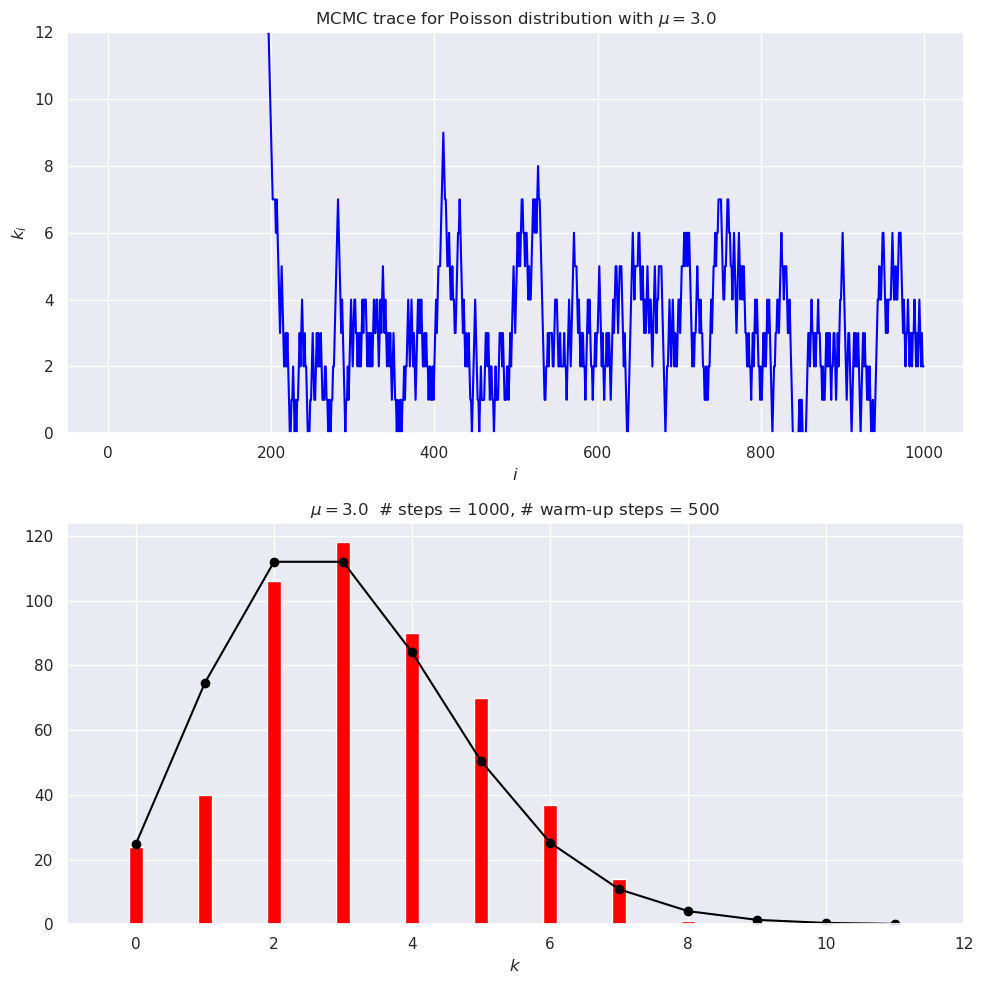 MCMC trace for Poisson distribution with μ = 3.0
12
10
8
6
4
2
0
k_i
0 200 400 600 800 1000
i
μ = 3.0 # steps = 1000, # warm-up steps = 500
120
100
80
60
40
20
0
0 2 4 6 8 10 12
k